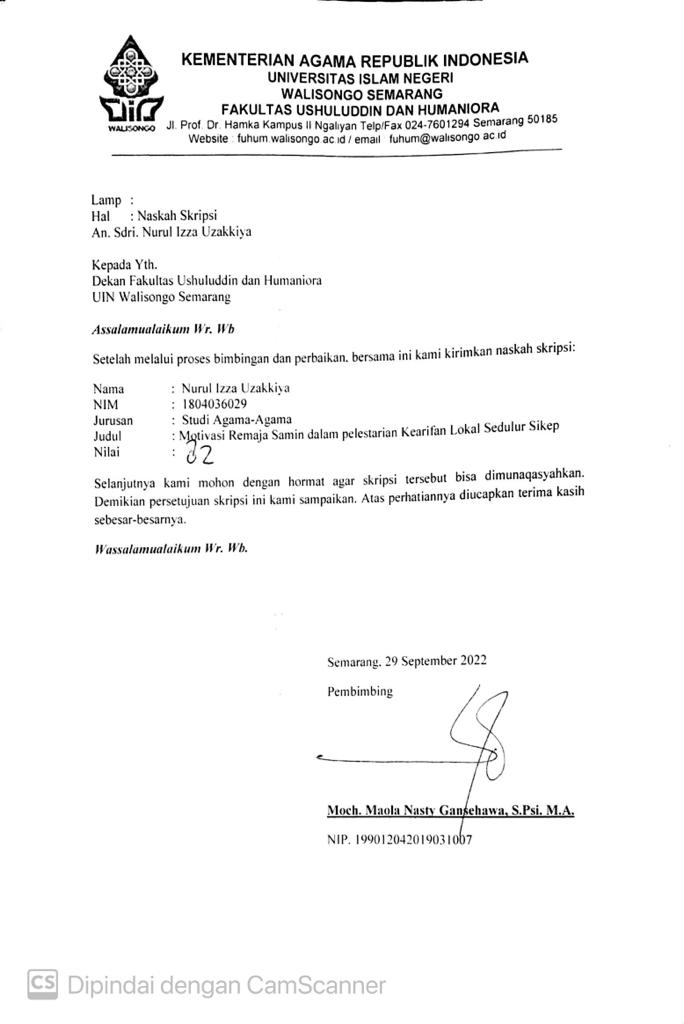 KEMENTERIAN AGAMA REPUBLIK INDONESIA
UNIVERSITAS ISLAM NEGERI
WALISONGO SEMARANG
FAKULTAS USHULUDDIN DAN HUMANIORA
Jl. Prof. Dr. Hamka Kampus II Ngaliyan Telp/Fax 024-7601294 Semarang 50185
Website : fuhum.walisongo.ac.id / email : fuhum@walisongo.ac.id
UIN
WALISONGO
Lamp :
Hal : Naskah Skripsi
An. Sdri. Nurul Izza Uzakkiya
Kepada Yth.
Dekan Fakultas Ushuluddin dan Humaniora
UIN Walisongo Semarang
Assalamualaikum Wr. Wb
Setelah melalui proses bimbingan dan perbaikan. bersama ini kami kirimkan naskah skripsi:
Nama : Nurul Izza Uzakkiya
NIM : 1804036029
Jurusan : Studi Agama-Agama
Judul : Motivasi Remaja Samin dalam pelestarian Kearifan Lokal Sedulur Sikep
Nilai :
Selanjutnya kami mohon dengan hormat agar skripsi tersebut bisa dimunaqasyahkan.
Demikian persetujuan skripsi ini kami sampaikan. Atas perhatiannya diucapkan terima kasih
sebesar-besarnya.
Wassalamualaikum Wr. Wb.
Semarang. 29 September 2022
Pembimbing
Moch. Maola Nasty Gansehawa, S.Psi. M.A.
NIP. 199012042019031007
CS Dipindai dengan CamScanner